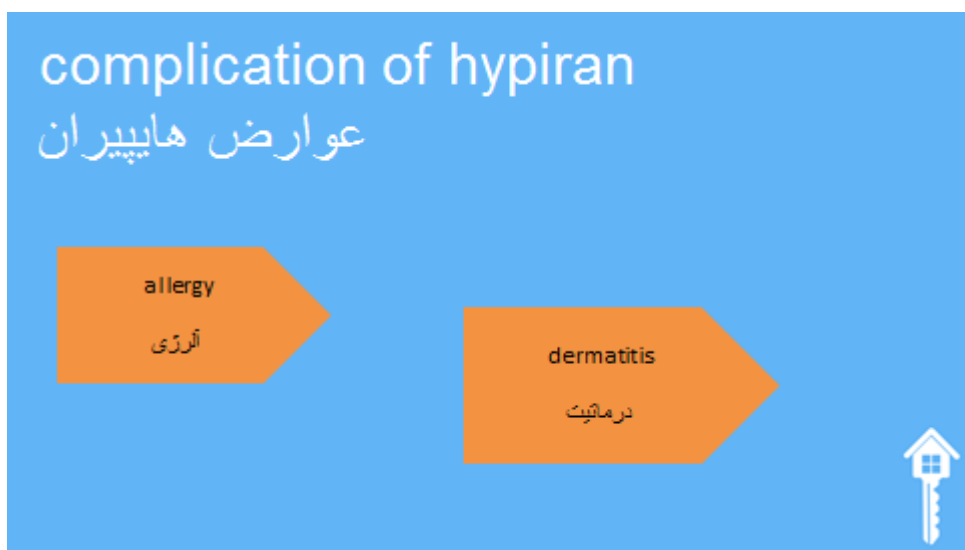 complication of hypiran
عوارض هایپیران
allergy
آلرژی
dermatitis
درماتیت